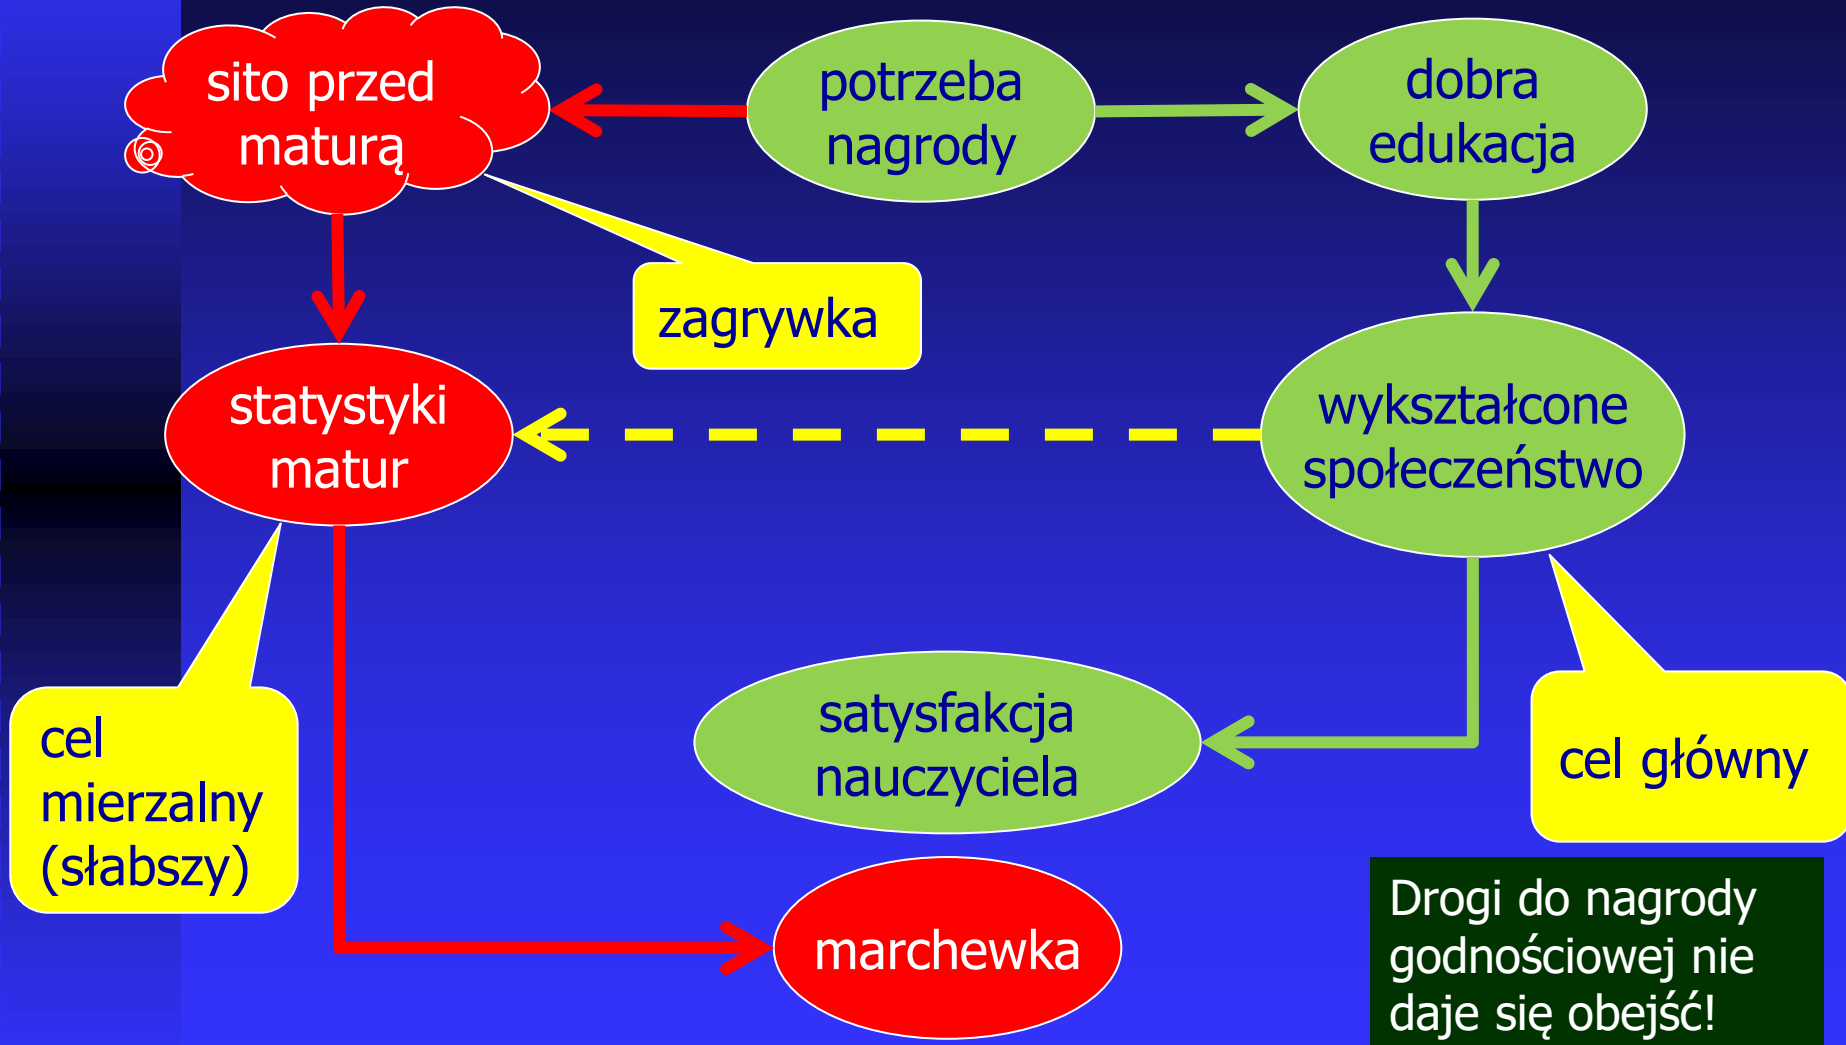 sito przed
maturą
potrzeba
nagrody
dobra
edukacja
zagrywka
statystyki
matur
wykształcone
społeczeństwo
cel
mierzalny
(słabszy)
satysfakcja
nauczyciela
cel główny
marchewka
Drogi do nagrody
godnościowej nie
daje się obejść!